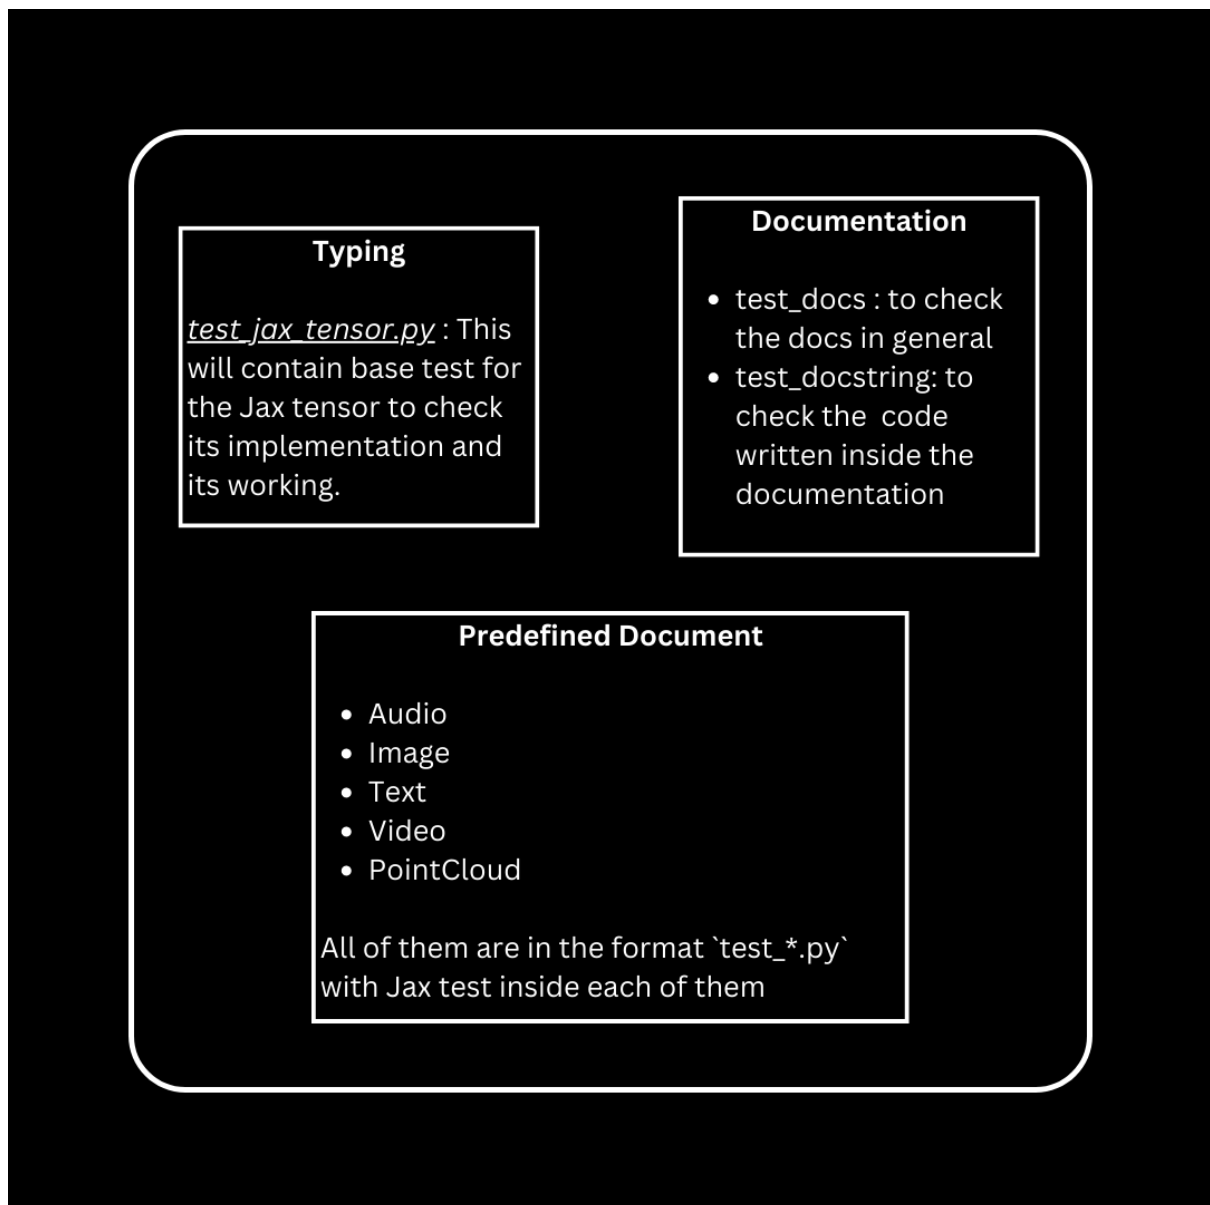 Typing
test_jax_tensor.py : This
will contain base test for
the Jax tensor to check
its implementation and
its working.
Documentation
• test_docs : to check
the docs in general
• test_docstring: to
check the  code
written inside the
documentation
Predefined Document
• Audio
• Image
• Text
• Video
• PointCloud
All of them are in the format `test_*.py`
with Jax test inside each of them